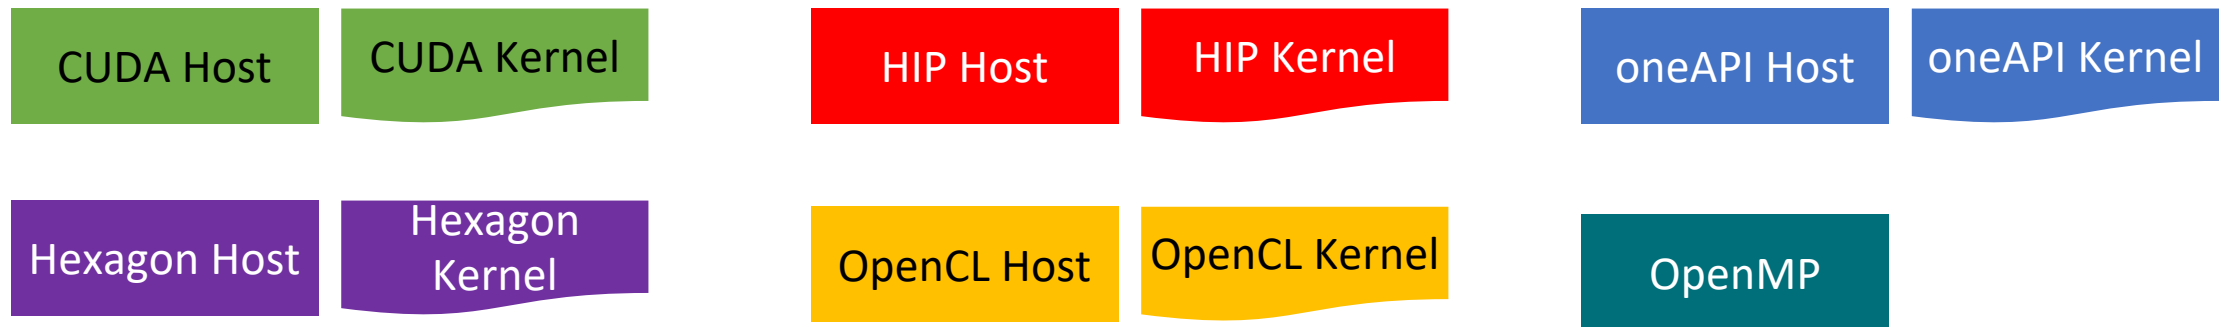 CUDA Host
CUDA Kernel
HIP Host
HIP Kernel
oneAPI Host
oneAPI Kernel
Hexagon Host
Hexagon
Kernel
OpenCL Host
OpenCL Kernel
OpenMP